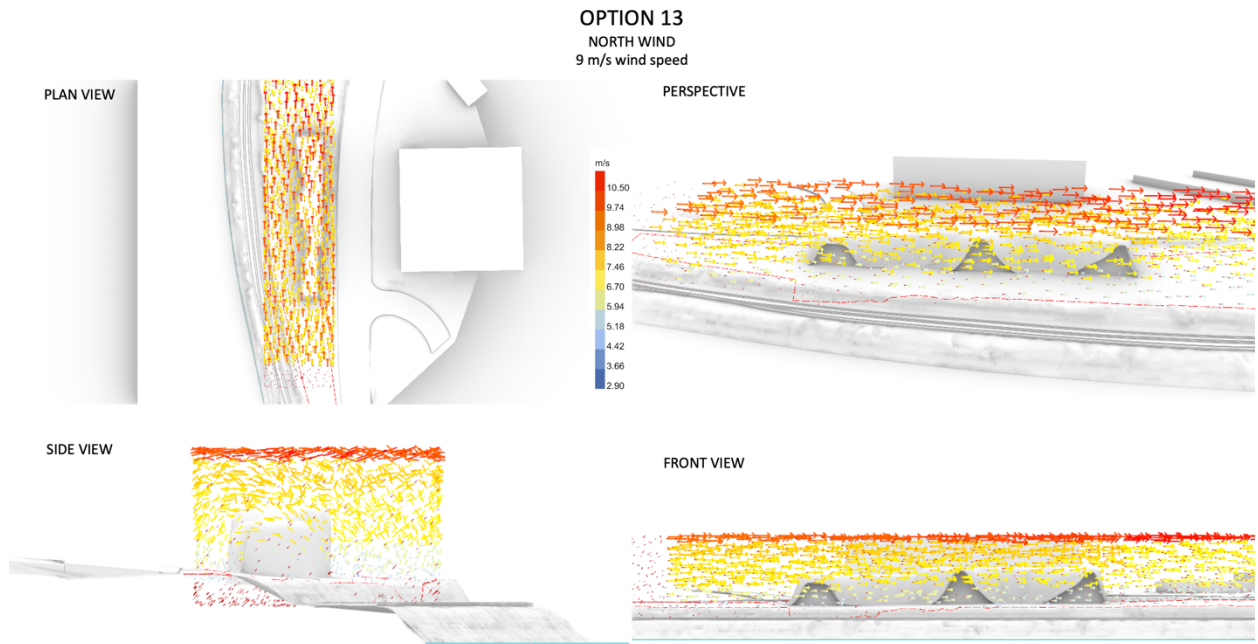 OPTION 13
NORTH WIND
9 m/s wind speed
PLAN VIEW
PERSPECTIVE
m/s
10.50
9.74
8.98
8.22
7.46
6.70
5.94
5.18
4.42
3.66
2.90
SIDE VIEW
FRONT VIEW